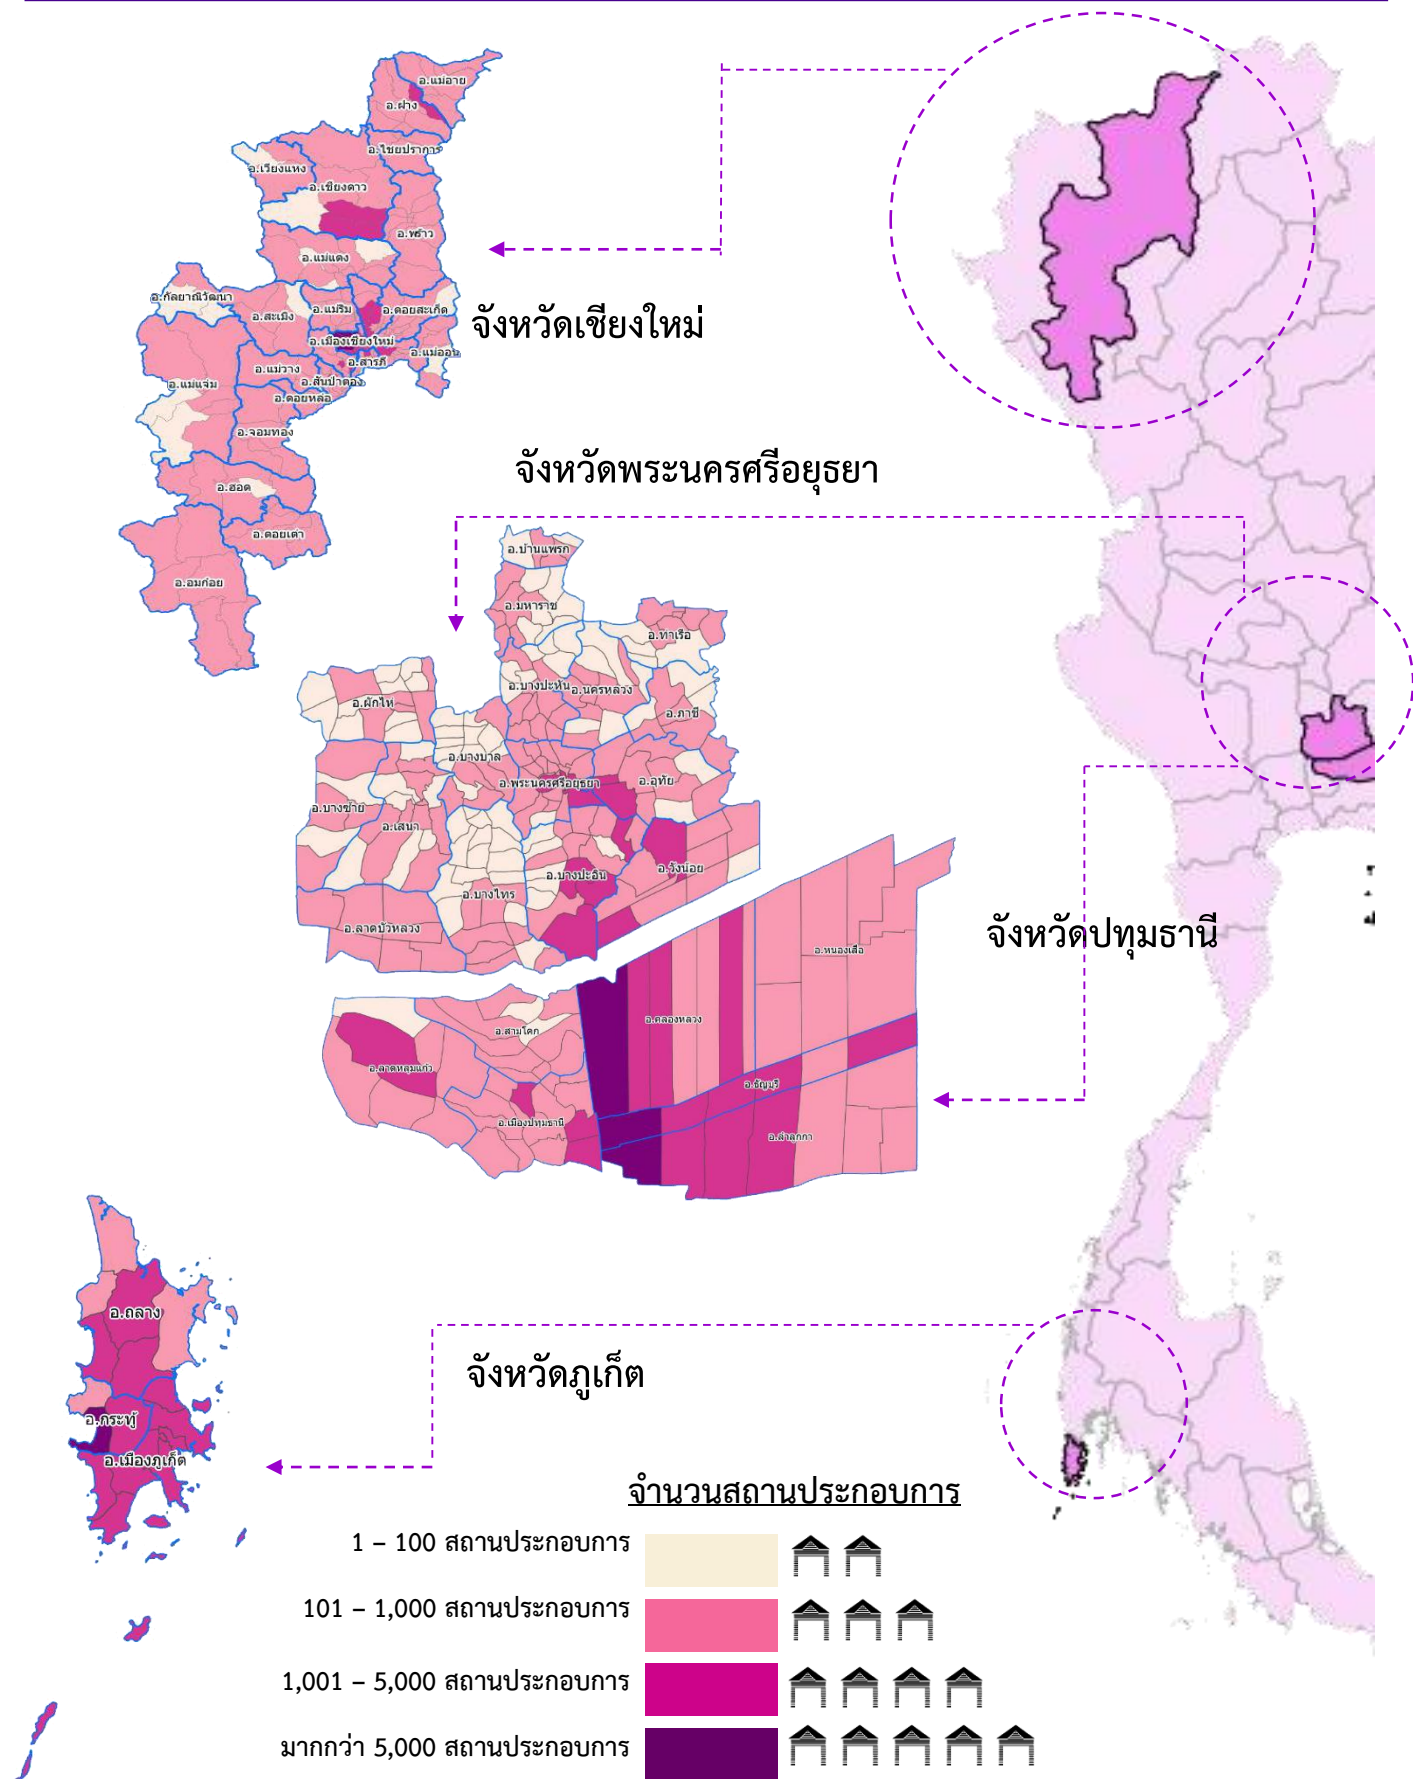 อ.แม่อาย
อ.ฝาง
อ.ไชยปราการ
อ.เวียงแหง
อ.เชียงดาว
อ.พร้าว
อ.แม่แตง
อ.กัลยาณิวัฒนา
อ.สะเมิง
อ.แม่ริม
อ.ดอยสะเก็ด
จังหวัดเชียงใหม่
อ.เมืองเชียงใหม่
อ.แม่ออน
อ.สารภี
อ.แม่วาง
อ.สันป่าตอง
อ.แม่แจ่ม
อ.ดอยหล่อ
อ.จอมทอง
จังหวัดพระนครศรีอยุธยา
อ.ฮอด
อ.ดอยเต่า
อ.อมก๋อย
อ.บ้านแพรก
อ.มหาราช
อ.ท่าเรือ
อ.บางปะหัน
อ.นครหลวง
อ.ผักไห่
อ.ภาชี
อ.บางบาล
อ.พระนครศรีอยุธยา
อ.อุทัย
อ.บางซ้าย
อ.เสนา
อ.วังน้อย
อ.บางปะอิน
อ.บางไทร
อ.ลาดบัวหลวง
จังหวัดปทุมธานี
อ.หนองเสือ
อ.คลองหลวง
อ.สามโคก
อ.ลาดหลุมแก้ว
อ.ธัญบุรี
อ.เมืองปทุมธานี
อ.ลำลูกกา
อ.ถลาง
จังหวัดภูเก็ต
อ.กะทู้
อ.เมืองภูเก็ต
จำนวนสถานประกอบการ
1 – 100 สถานประกอบการ
101 – 1,000 สถานประกอบการ
1,001 – 5,000 สถานประกอบการ
มากกว่า 5,000 สถานประกอบการ